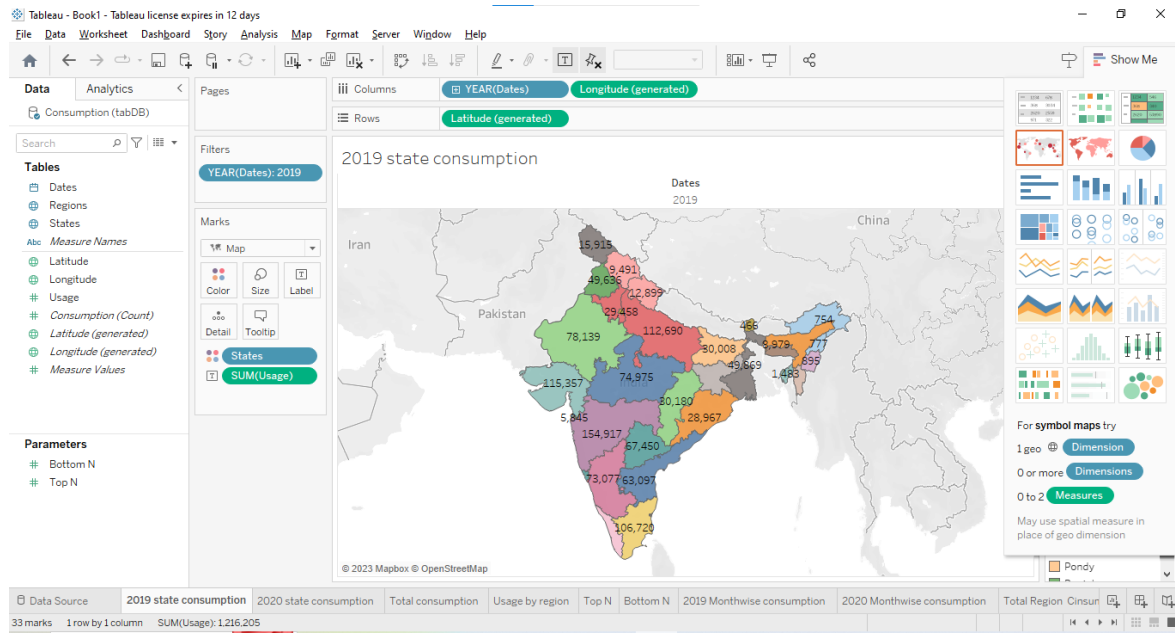 Tableau - Book1 - Tableau license expires in 12 days
File Data Worksheet Dashboard Story Analysis Map Format Server Window Help
Data Analytics
Consumption (tabDB)
Search
Tables
Dates
Regions
States
Abc Measure Names
Latitude
Longitude
Usage
Consumption (Count)
Latitude (generated)
Longitude (generated)
Measure Values
Parameters
Bottom N
Top N
Pages
Filters
YEAR(Dates): 2019
Marks
Map
Color Size Label
Detail Tooltip
States
SUM(Usage)
Columns YEAR(Dates) Longitude (generated)
Rows Latitude (generated)
2019 state consumption
Dates
2019
China
Iran
Pakistan
India
15,915
9,491
49,636
12,899
29,458
78,139
112,690
466
754
30,008
9,979
777
49,869
895
1,483
115,357
74,975
30,180
5,845
28,967
154,917
67,450
73,077
63,097
106,720
© 2023 Mapbox © OpenStreetMap
Show Me
For symbol maps try
1 geo Dimension
0 or more Dimensions
0 to 2 Measures
May use spatial measure in
place of geo dimension
Pondy
Data Source 2019 state consumption 2020 state consumption Total consumption Usage by region Top N Bottom N 2019 Monthwise consumption 2020 Monthwise consumption Total Region Cinsun
33 marks 1 row by 1 column SUM(Usage): 1,216,205